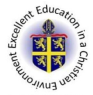 Excellent Education in a
Christian Environment